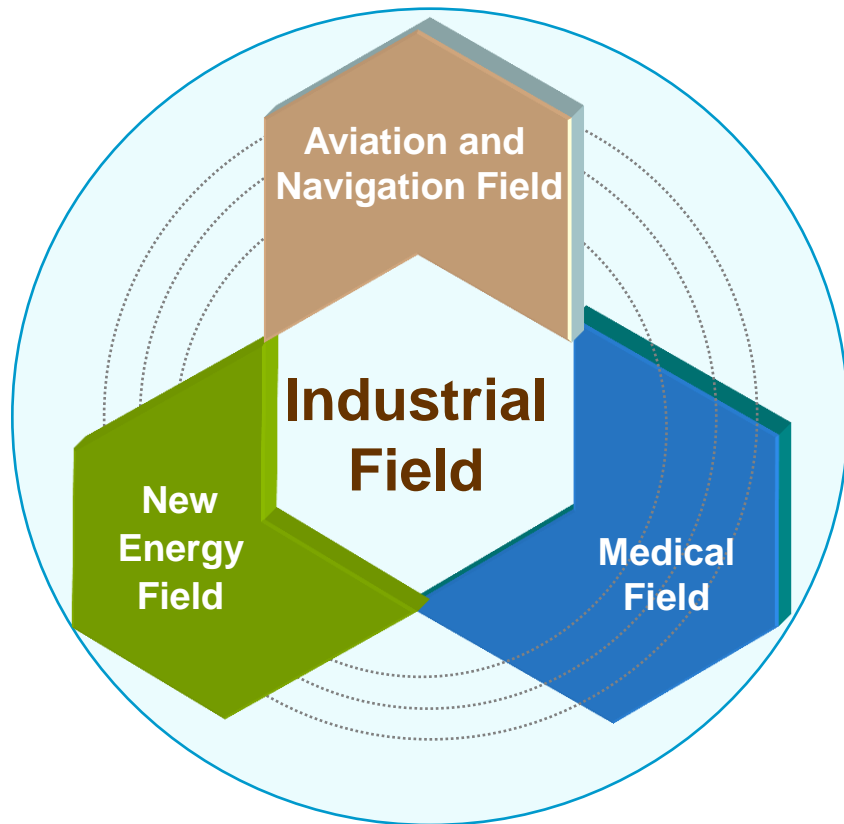 Aviation and
Navigation Field
Industrial
Field
New
Energy
Field
Medical
Field